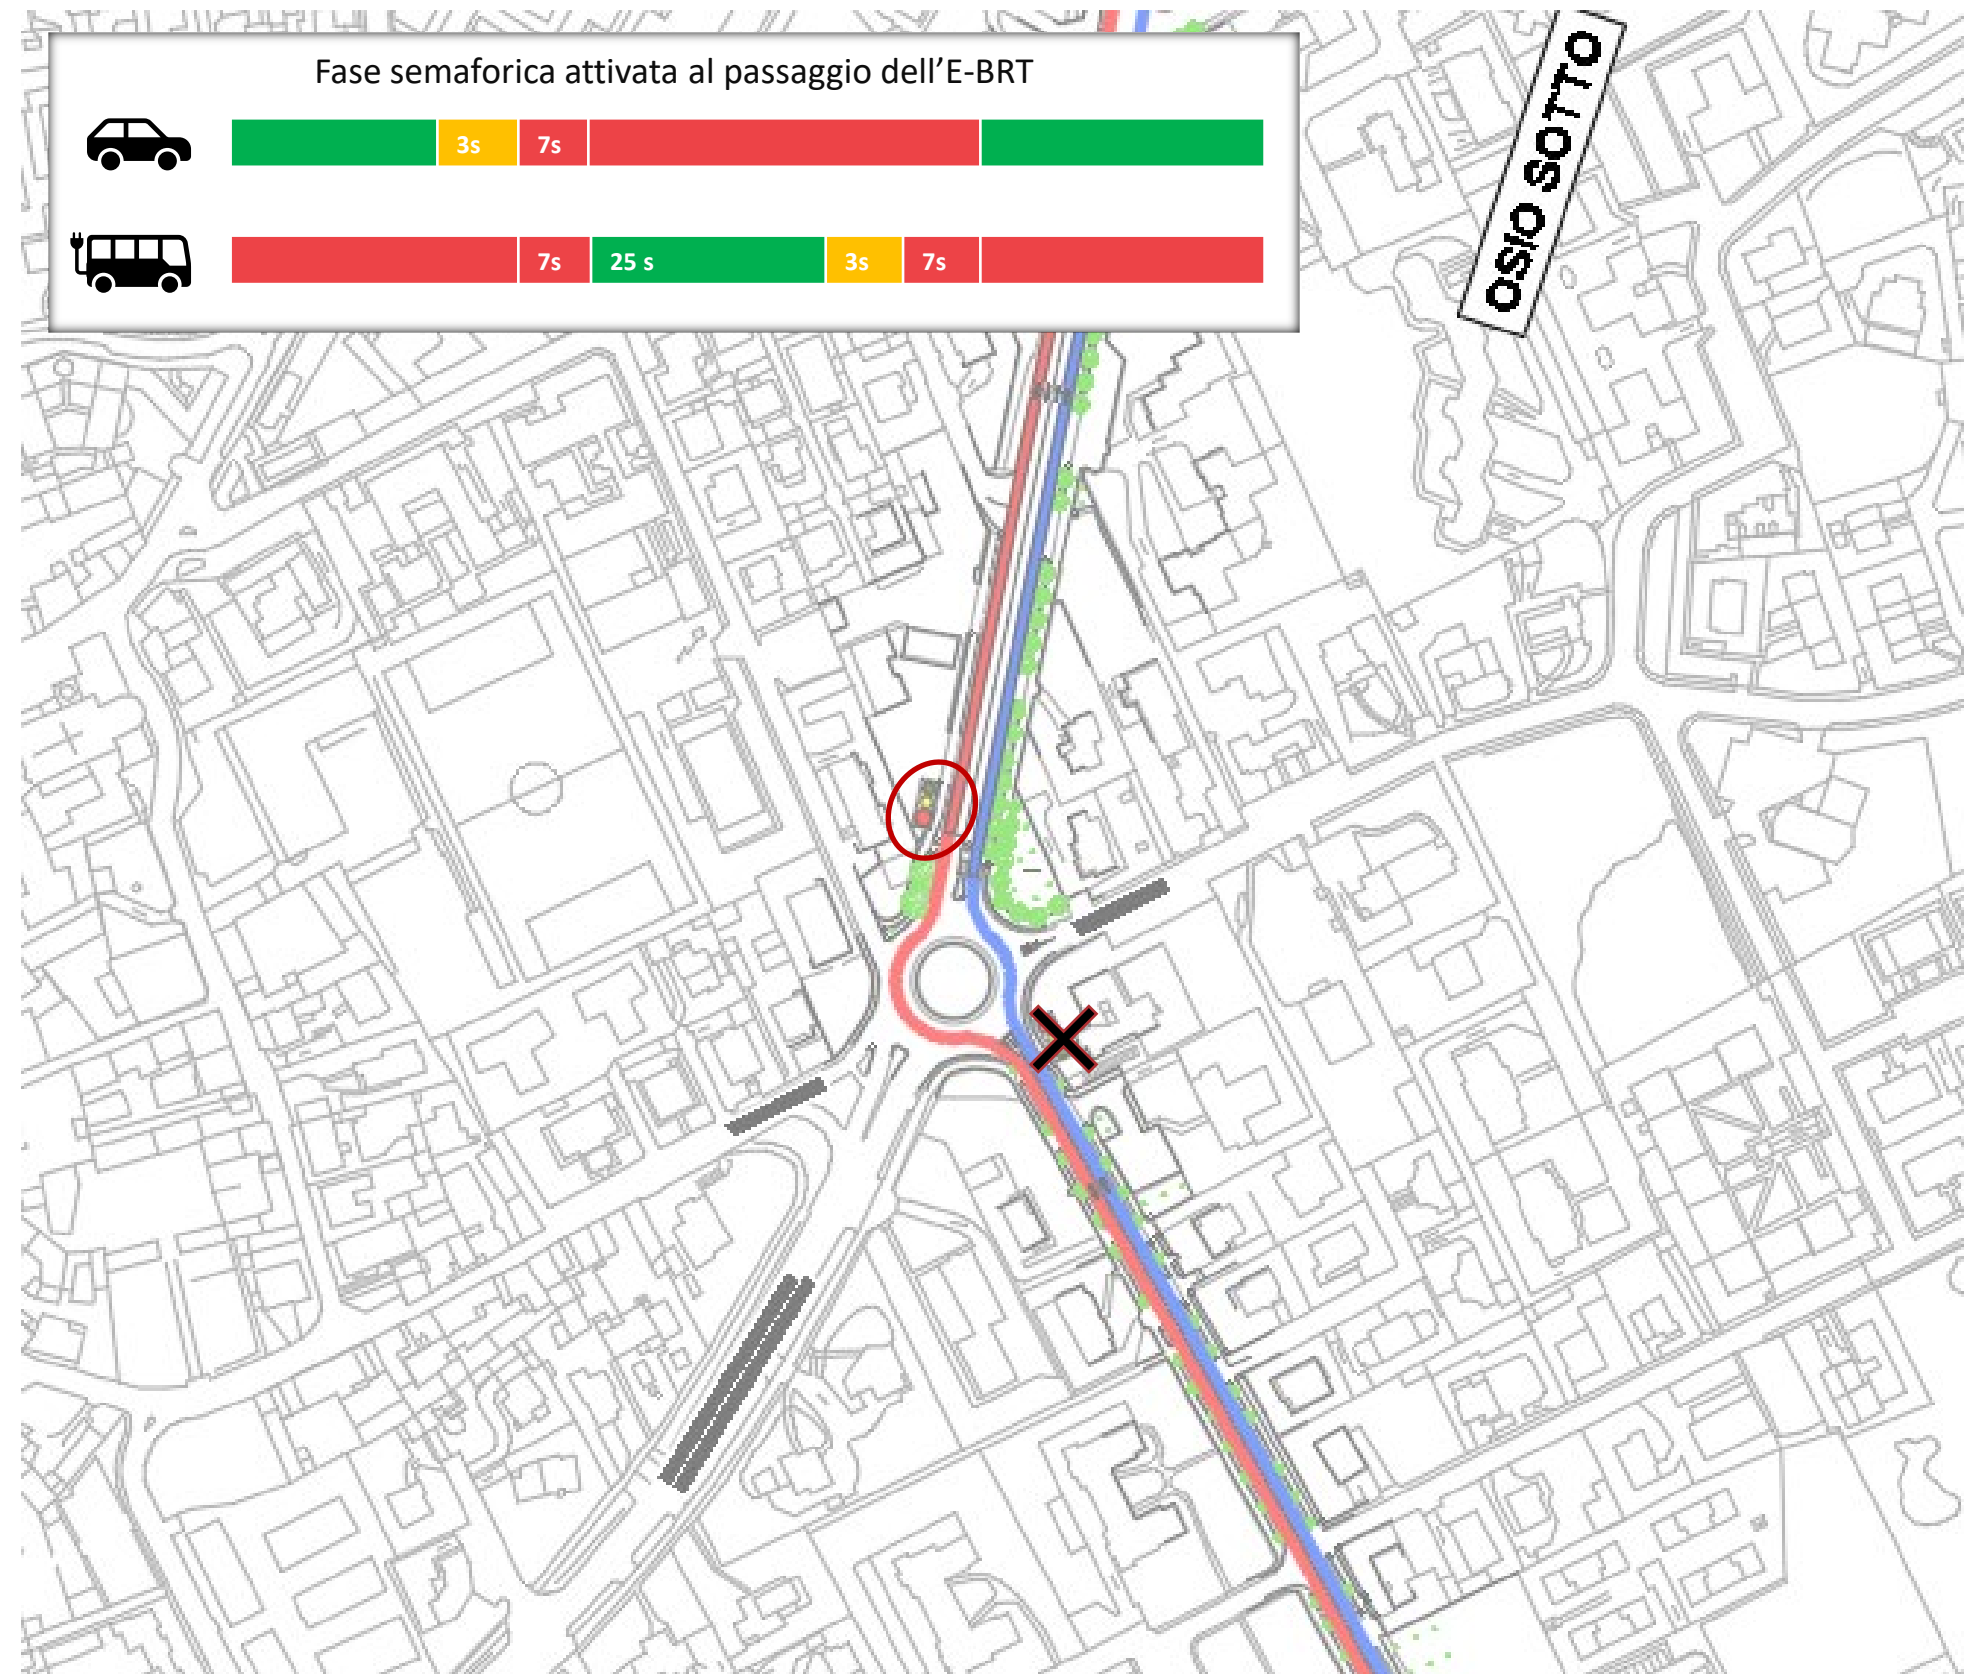 Fase semaforica attivata al passaggio dell'E-BRT
3s 7s
7s 25 s 3s 7s
OSIO SOTTO